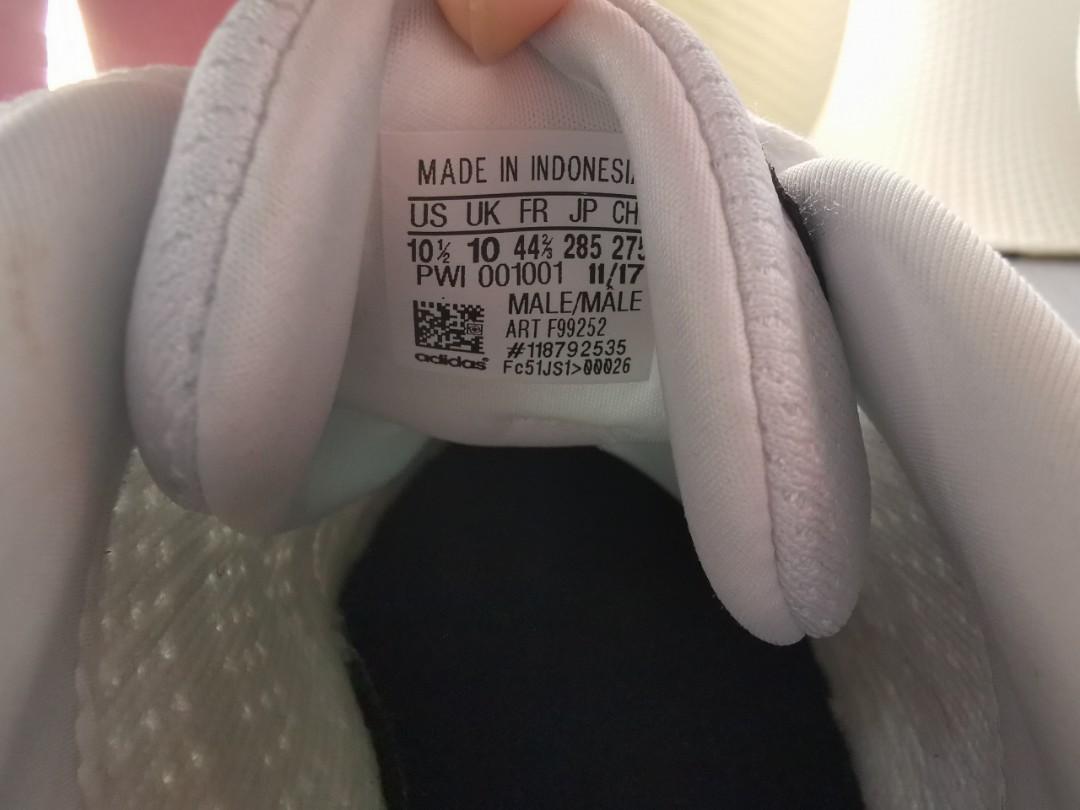 MADE IN INDONESIA
US UK FR JP CH
10½ 10 44⅔ 285 275
PWI 001001 11/17
MALE/MÂLE
ART F99252
#118792535
adidas® Fc51JS1>00026